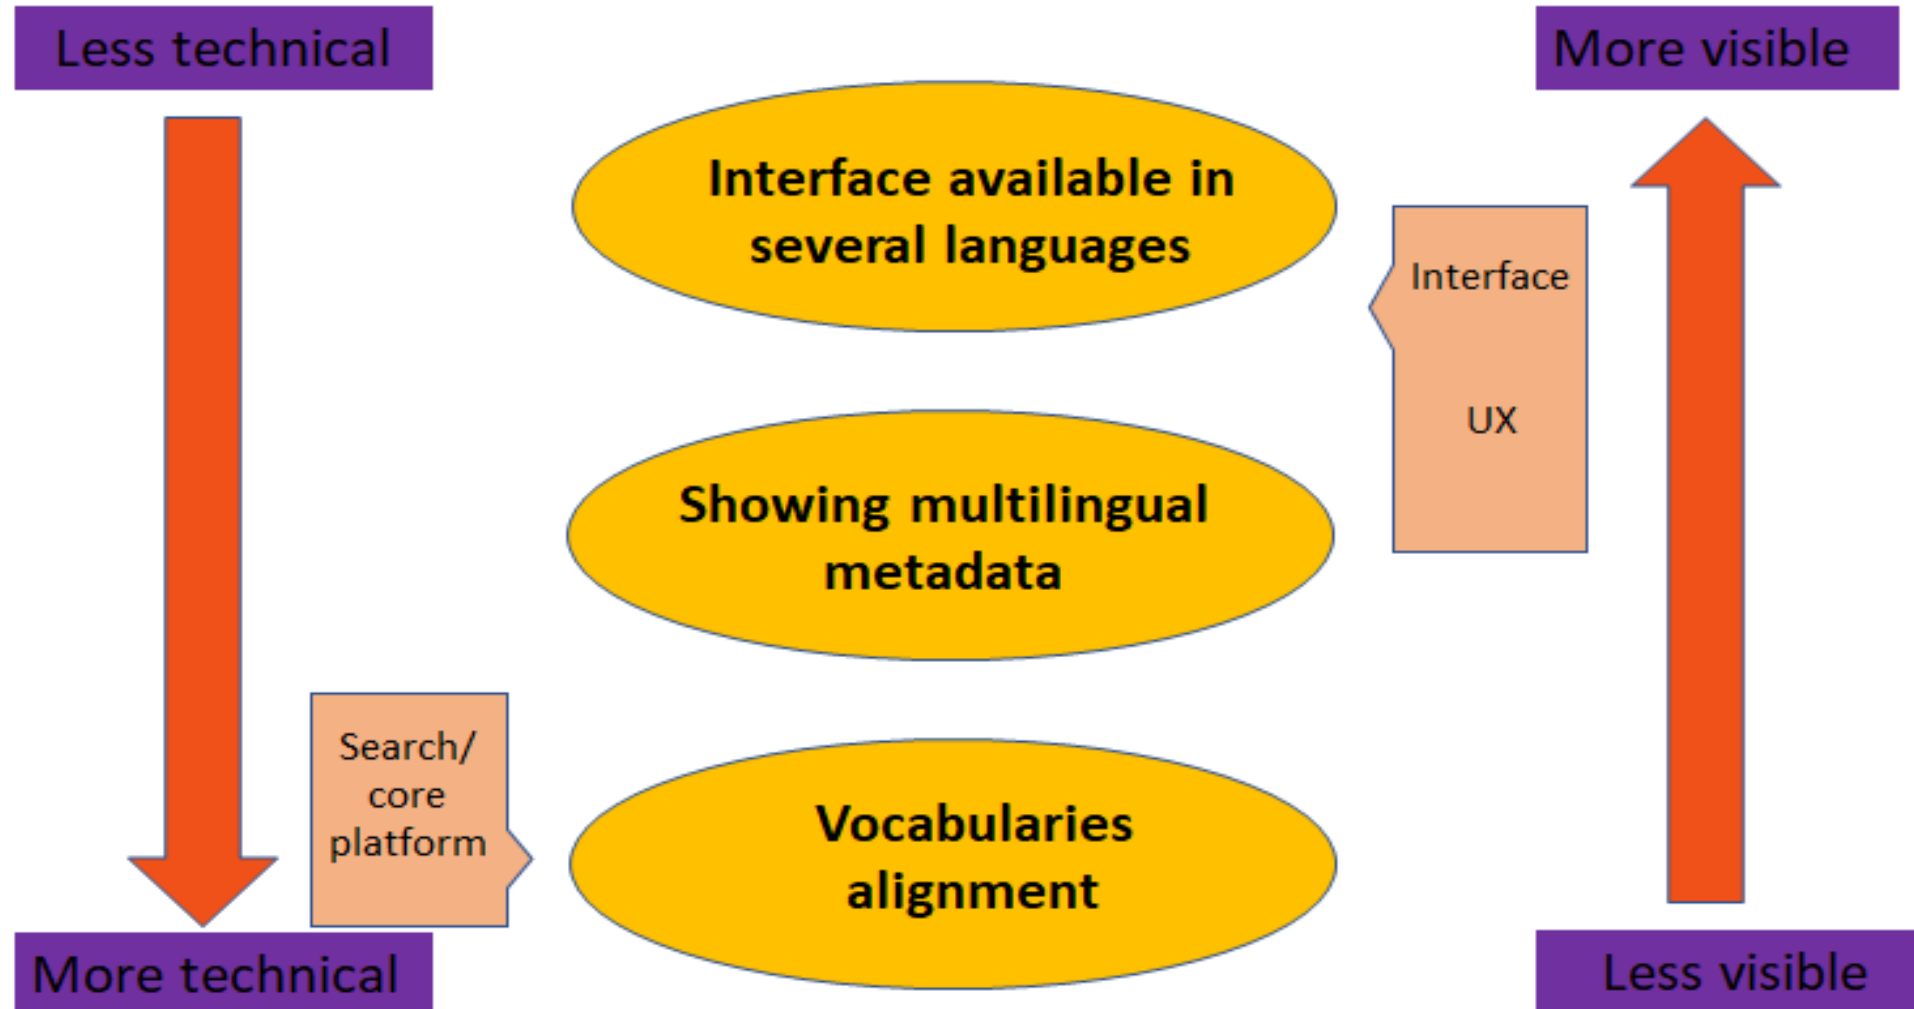 Less technical
More visible
Interface available in
several languages
Interface
UX
Showing multilingual
metadata
Search/
core
platform
Vocabularies
alignment
More technical
Less visible